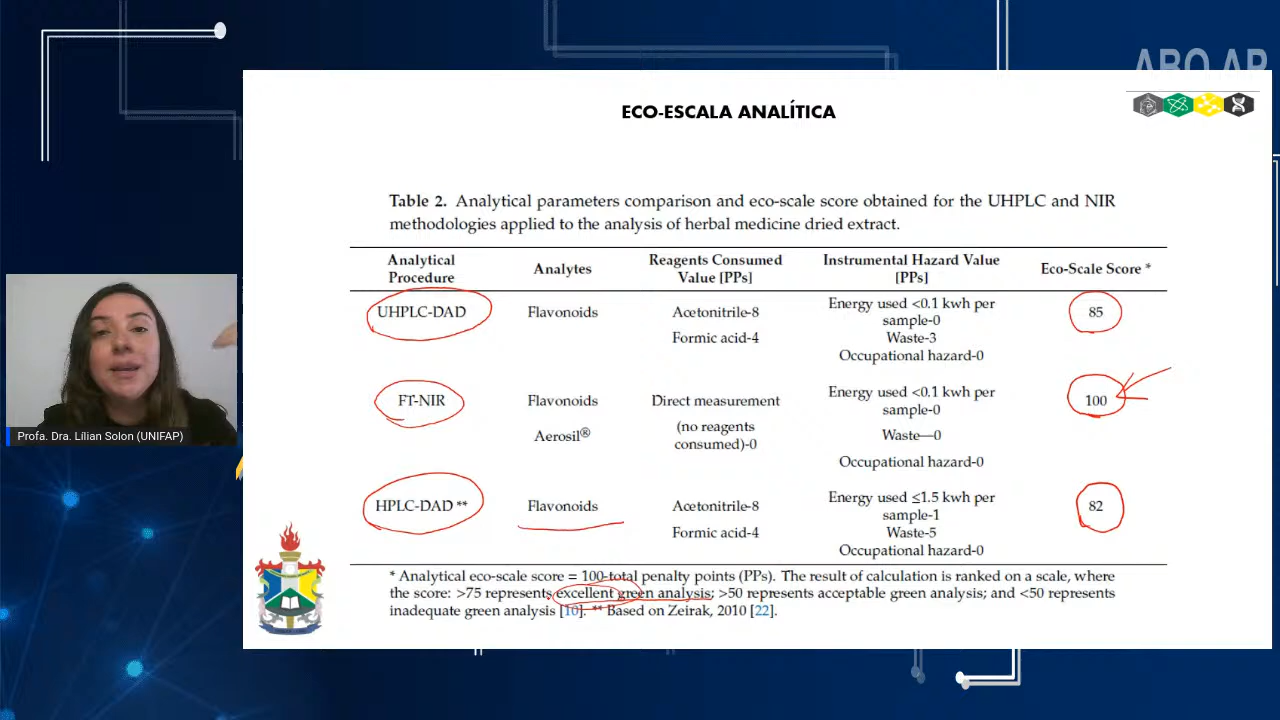 ABQ AP
ECO-ESCALA ANALÍTICA
Table 2. Analytical parameters comparison and eco-scale score obtained for the UHPLC and NIR
methodologies applied to the analysis of herbal medicine dried extract.
Analytical Procedure Analytes Reagents Consumed Value [PPs] Instrumental Hazard Value [PPs] Eco-Scale Score *
UHPLC-DAD Flavonoids Acetonitrile-8 Energy used <0.1 kwh per sample-0 85
Formic acid-4 Waste-3
Occupational hazard-0
FT-NIR Flavonoids Direct measurement Energy used <0.1 kwh per sample-0 100
Aerosil® (no reagents consumed)-0 Waste—0
Occupational hazard-0
HPLC-DAD ** Flavonoids Acetonitrile-8 Energy used ≤1.5 kwh per sample-1 82
Formic acid-4 Waste-5
Occupational hazard-0
* Analytical eco-scale score = 100-total penalty points (PPs). The result of calculation is ranked on a scale, where
the score: >75 represents excellent green analysis; >50 represents acceptable green analysis; and <50 represents
inadequate green analysis [10]. ** Based on Zeirak, 2010 [22].
Profa. Dra. Lílian Solon (UNIFAP)